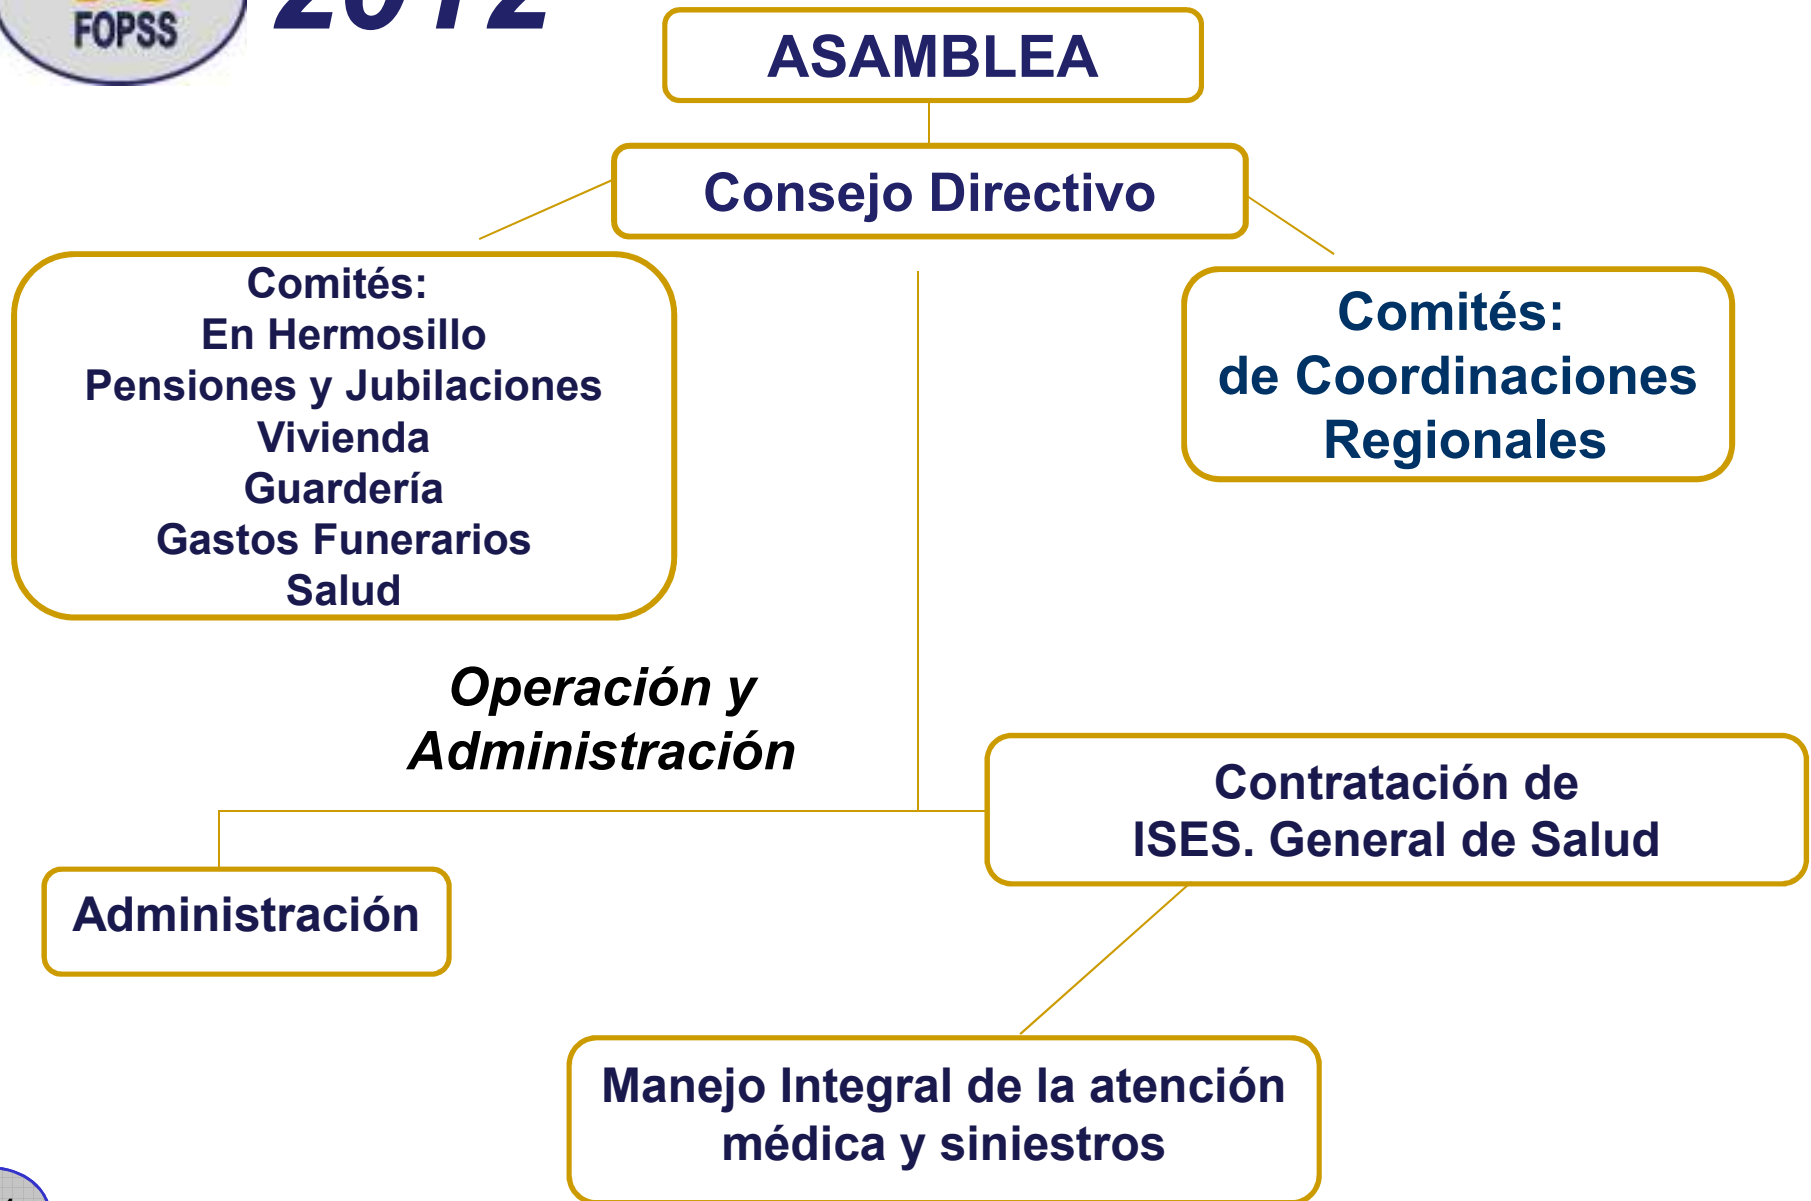 FOPSS
2012
ASAMBLEA
Consejo Directivo
Comités:
En Hermosillo
Pensiones y Jubilaciones
Vivienda
Guardería
Gastos Funerarios
Salud
Comités:
de Coordinaciones
Regionales
Operación y
Administración
Contratación de
ISES. General de Salud
Administración
Manejo Integral de la atención
médica y siniestros